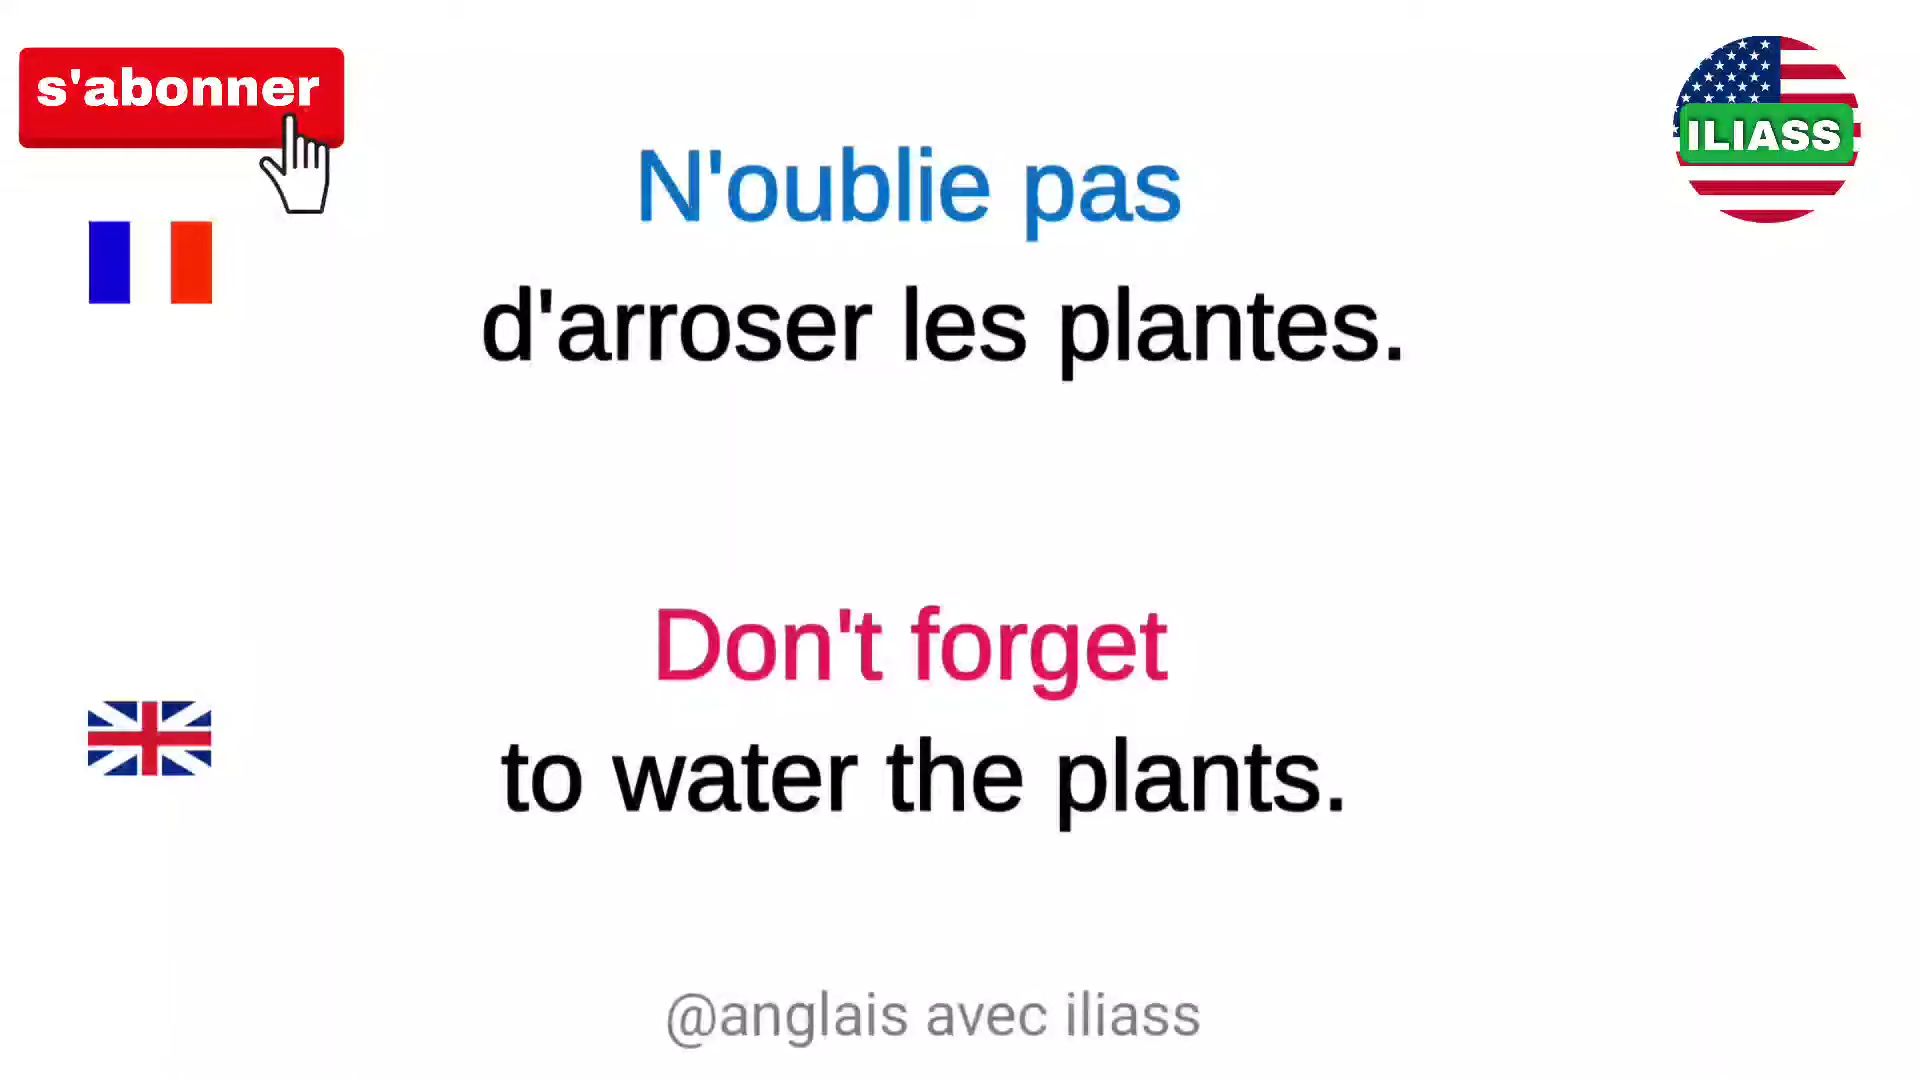 s'abonner
ILIASS
N'oublie pas
d'arroser les plantes.
Don't forget
to water the plants.
@anglais avec iliass